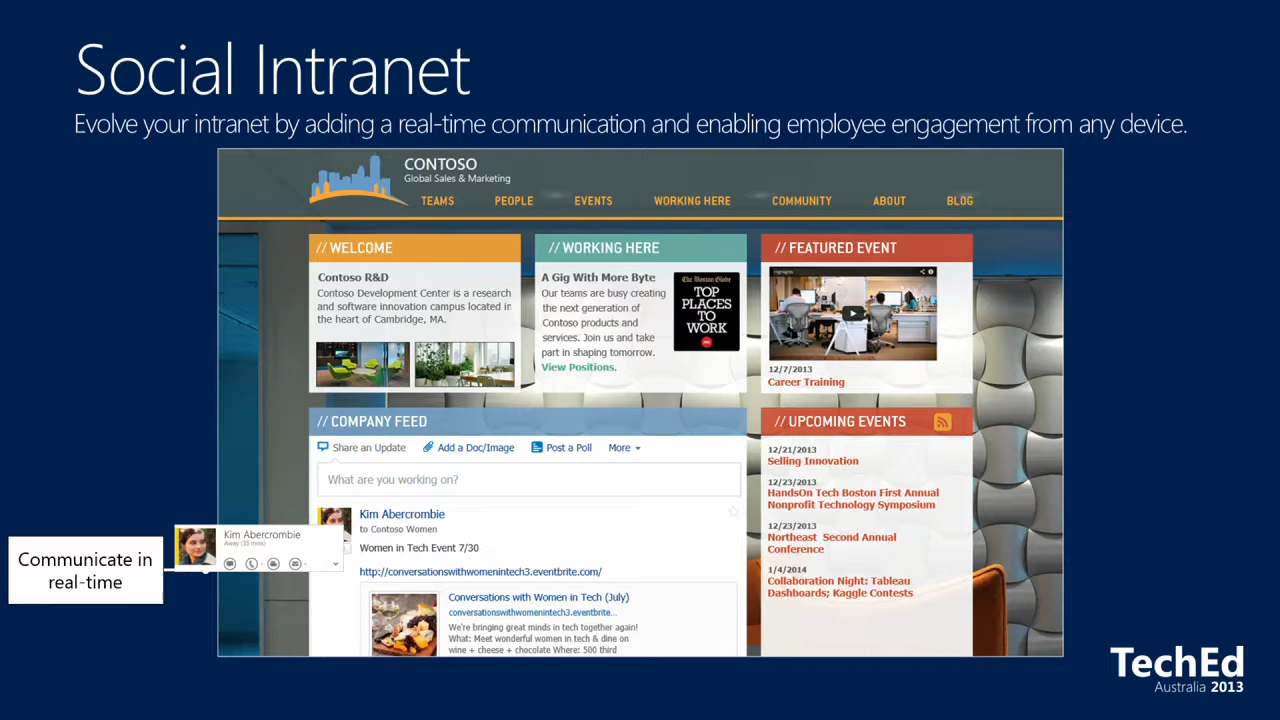 Social Intranet
Evolve your intranet by adding a real-time communication and enabling employee engagement from any device.
CONTOSO
Global Sales & Marketing
TEAMS
PEOPLE
EVENTS
WORKING HERE
COMMUNITY
ABOUT
BLOG
// WELCOME
Contoso R&D
Contoso Development Center is a research
and software innovation campus located in
the heart of Cambridge, MA.
// WORKING HERE
A Gig With More Byte
Our teams are busy creating
the next generation of
Contoso products and
services. Join us and take
part in shaping tomorrow.
View Positions.
The Boston Globe
TOP
PLACES
TO
WORK
// FEATURED EVENT
Highlights
12/7/2013
Career Training
// COMPANY FEED
Share an Update
Add a Doc/Image
Post a Poll
More
What are you working on?
Kim Abercrombie
to Contoso Women
Women in Tech Event 7/30
http://conversationswithwomenintech3.eventbrite.com/
Conversations with Women in Tech (July)
conversationswithwomenintech3.eventbrite...
We're bringing great minds in tech together again!
What: Meet wonderful women in tech & dine on
wine + cheese + chocolate Where: 500 third
Kim Abercrombie
Away (35 mins)
Communicate in
real-time
// UPCOMING EVENTS
12/21/2013
Selling Innovation
12/23/2013
HandsOn Tech Boston First Annual
Nonprofit Technology Symposium
12/23/2013
Northeast Second Annual
Conference
1/4/2014
Collaboration Night: Tableau
Dashboards; Kaggle Contests
TechEd
Australia 2013